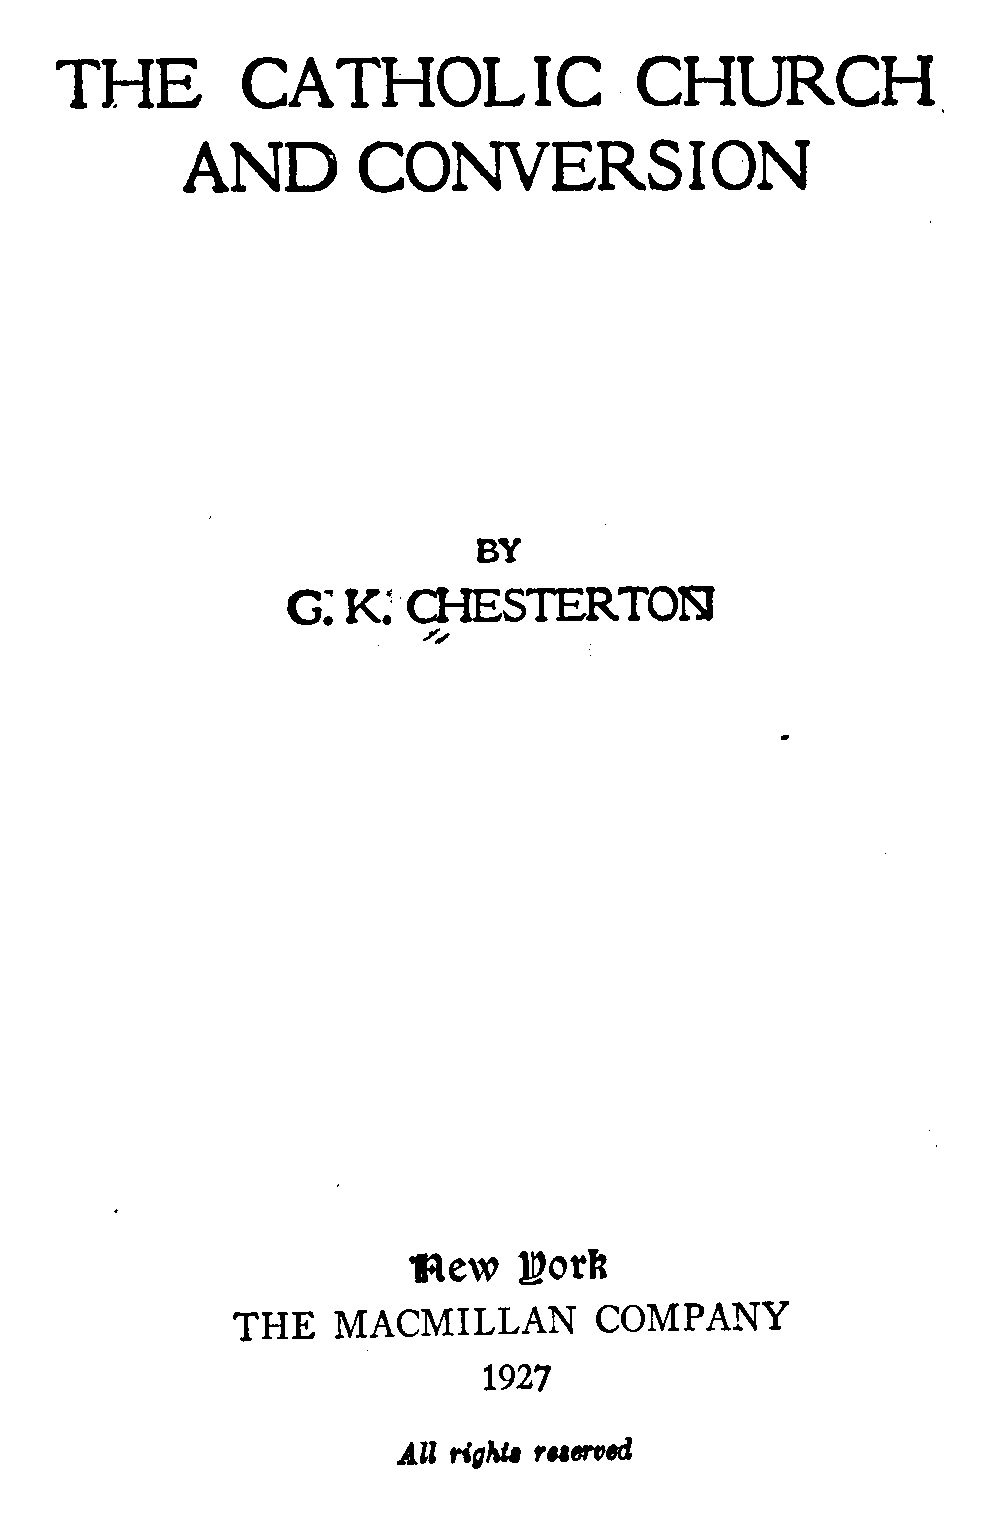 THE CATHOLIC CHURCH
AND CONVERSION
BY
G. K. CHESTERTON
New York
THE MACMILLAN COMPANY
1927
All rights reserved